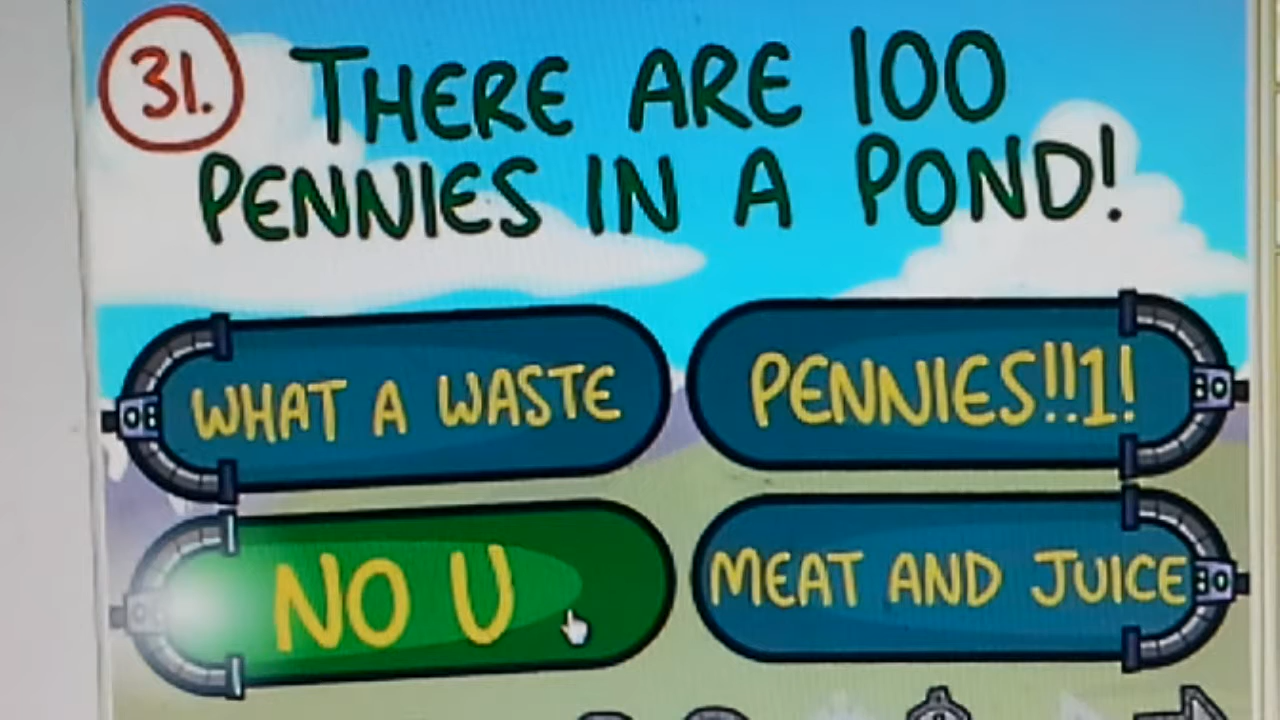 31.
THERE ARE 100
PENNIES IN A POND!
WHAT A WASTE
PENNIES!!1!
NO U
MEAT AND JUICE